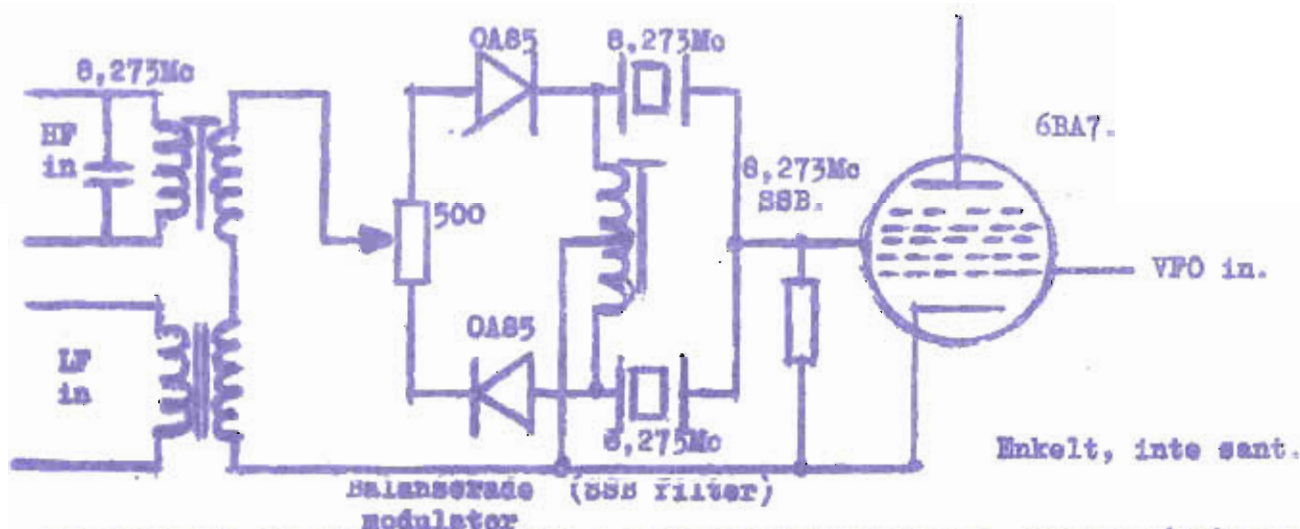 OA85
8,273Mc
8,273Mc
HF
in
6BA7.
8,273Mc
SSB.
500
VFO in.
OA85
LF
in
8,275Mc
Enkelt, inte sant.
Balanserade (SSB filter)
modulator